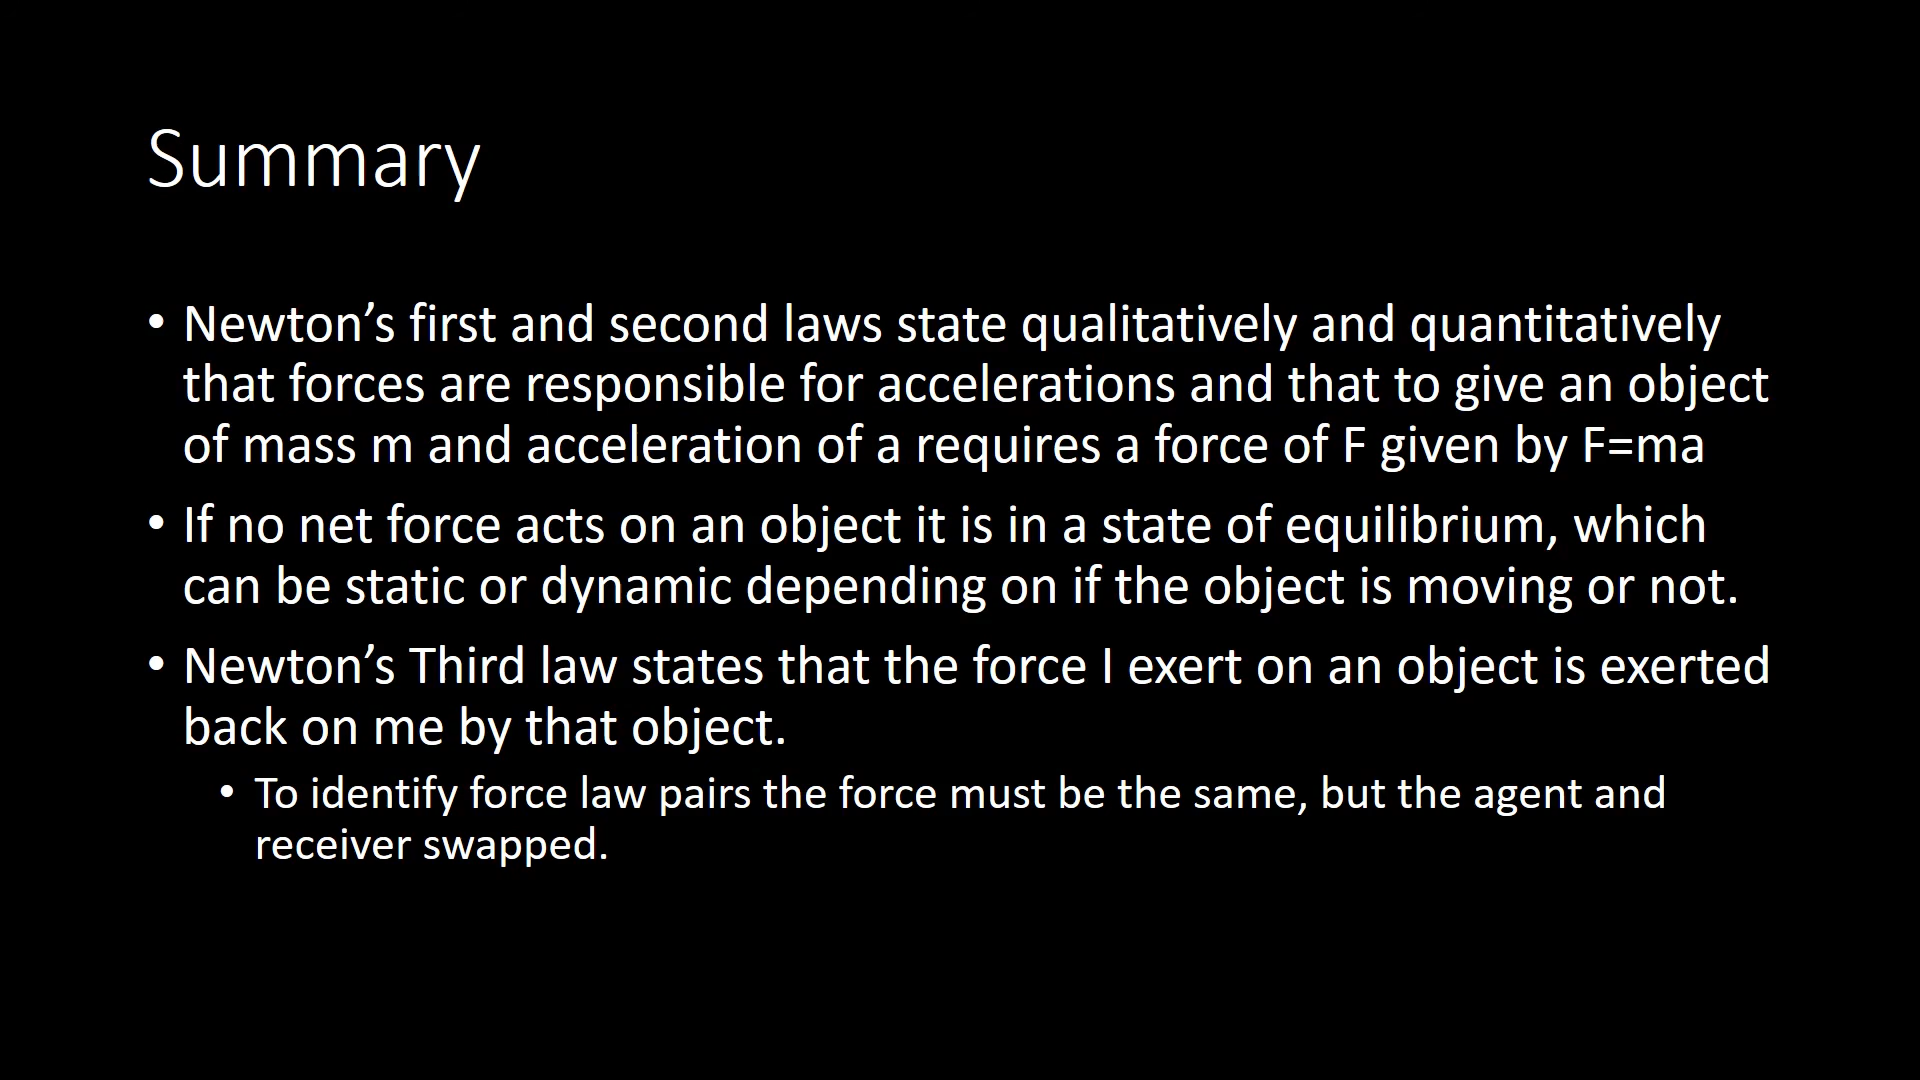 Summary
• Newton’s first and second laws state qualitatively and quantitatively
that forces are responsible for accelerations and that to give an object
of mass m and acceleration of a requires a force of F given by F=ma
• If no net force acts on an object it is in a state of equilibrium, which
can be static or dynamic depending on if the object is moving or not.
• Newton’s Third law states that the force I exert on an object is exerted
back on me by that object.
• To identify force law pairs the force must be the same, but the agent and
receiver swapped.